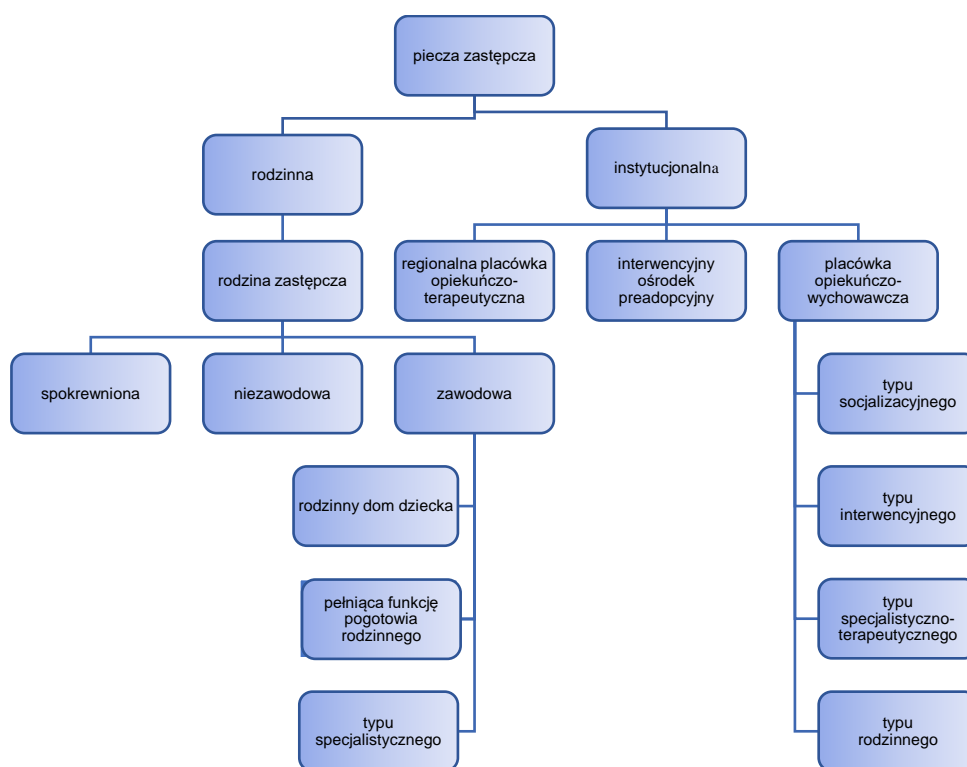 piecza zastępcza
rodzinna
instytucjonalna
rodzina zastępcza
regionalna placówka
opiekuńczo-
terapeutyczna
interwencyjny
ośrodek
preadopcyjny
placówka
opiekuńczo-
wychowawcza
spokrewniona
niezawodowa
zawodowa
typu
socjalizacyjnego
rodzinny dom dziecka
typu
interwencyjnego
pełniąca funkcję
pogotowia
rodzinnego
typu
specjalistyczno-
terapeutycznego
typu
specjalistycznego
typu
rodzinnego